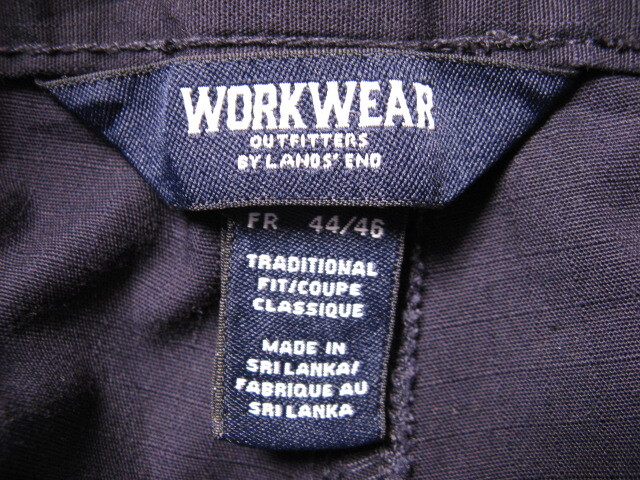 WORKWEAR
OUTFITTERS
BY LANDS' END
FR 44/46
TRADITIONAL
FIT/COUPE
CLASSIQUE
MADE IN
SRI LANKA/
FABRIQUE AU
SRI LANKA